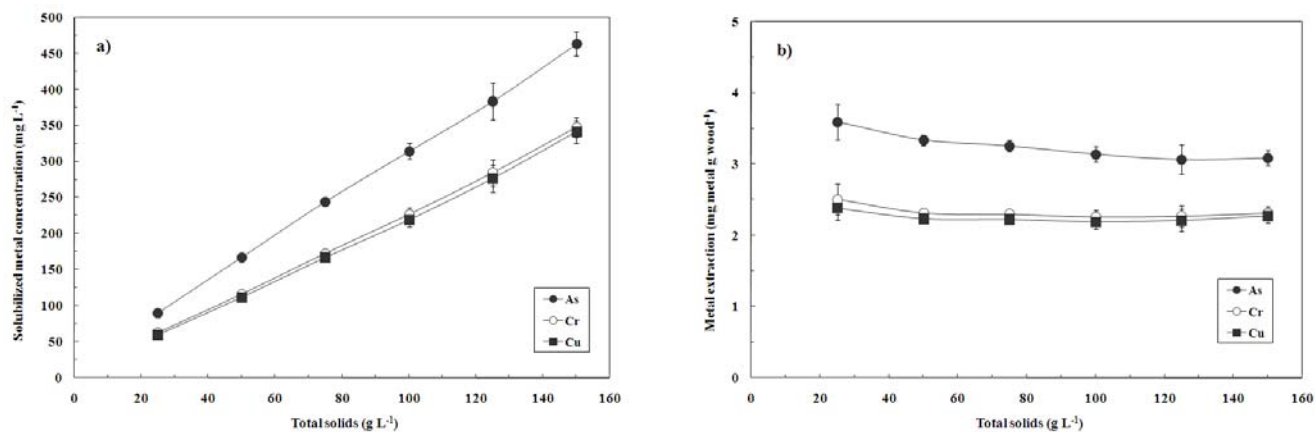 a)
Solubilized metal concentration (mg L⁻¹)
500
450
400
350
300
250
200
150
100
50
0
0 20 40 60 80 100 120 140 160
Total solids (g L⁻¹)
As
Cr
Cu
b)
Metal extraction (mg metal g wood⁻¹)
5
4
3
2
1
0
0 20 40 60 80 100 120 140 160
Total solids (g L⁻¹)
As
Cr
Cu